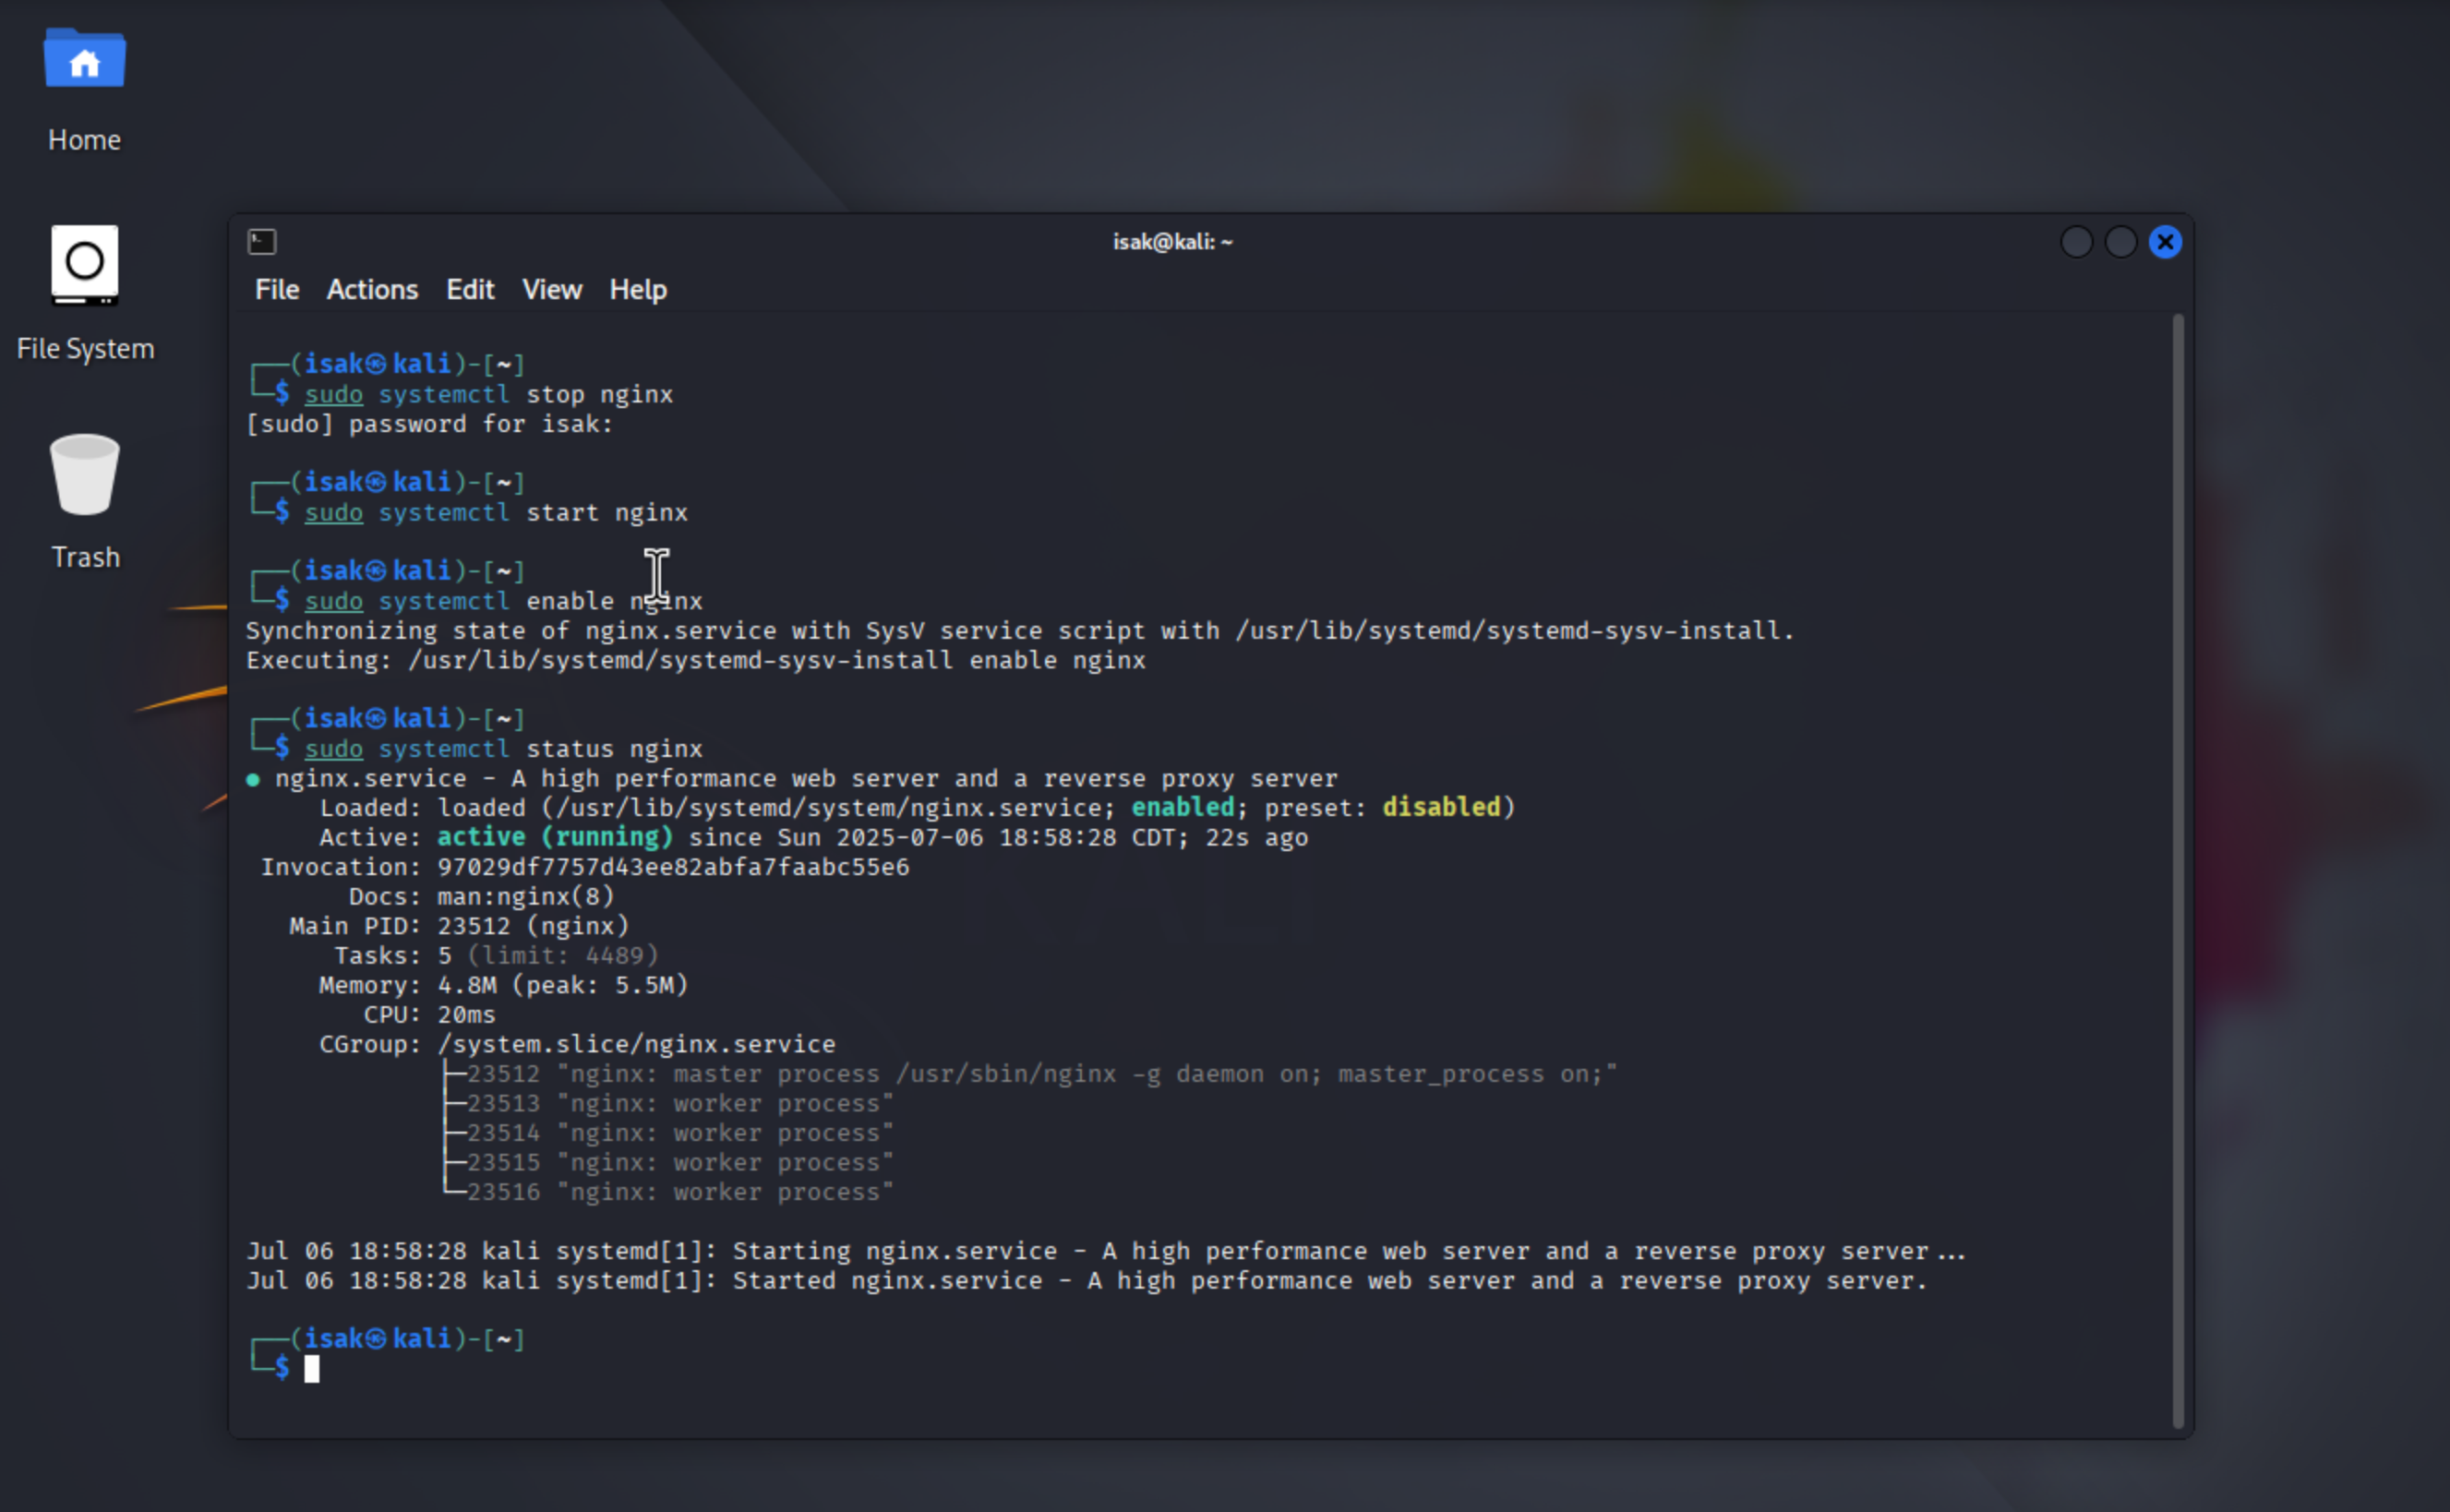 Home
File System
Trash
isak@kali: ~
File Actions Edit View Help
┌──(isak㉿kali)-[~]
└─$ sudo systemctl stop nginx
[sudo] password for isak:
┌──(isak㉿kali)-[~]
└─$ sudo systemctl start nginx
┌──(isak㉿kali)-[~]
└─$ sudo systemctl enable nginx
Synchronizing state of nginx.service with SysV service script with /usr/lib/systemd/systemd-sysv-install.
Executing: /usr/lib/systemd/systemd-sysv-install enable nginx
┌──(isak㉿kali)-[~]
└─$ sudo systemctl status nginx
● nginx.service - A high performance web server and a reverse proxy server
Loaded: loaded (/usr/lib/systemd/system/nginx.service; enabled; preset: disabled)
Active: active (running) since Sun 2025-07-06 18:58:28 CDT; 22s ago
Invocation: 97029df7757d43ee82abfa7faabc55e6
Docs: man:nginx(8)
Main PID: 23512 (nginx)
Tasks: 5 (limit: 4489)
Memory: 4.8M (peak: 5.5M)
CPU: 20ms
CGroup: /system.slice/nginx.service
├─23512 "nginx: master process /usr/sbin/nginx -g daemon on; master_process on;"
├─23513 "nginx: worker process"
├─23514 "nginx: worker process"
├─23515 "nginx: worker process"
└─23516 "nginx: worker process"
Jul 06 18:58:28 kali systemd[1]: Starting nginx.service - A high performance web server and a reverse proxy server...
Jul 06 18:58:28 kali systemd[1]: Started nginx.service - A high performance web server and a reverse proxy server.
┌──(isak㉿kali)-[~]
└─$